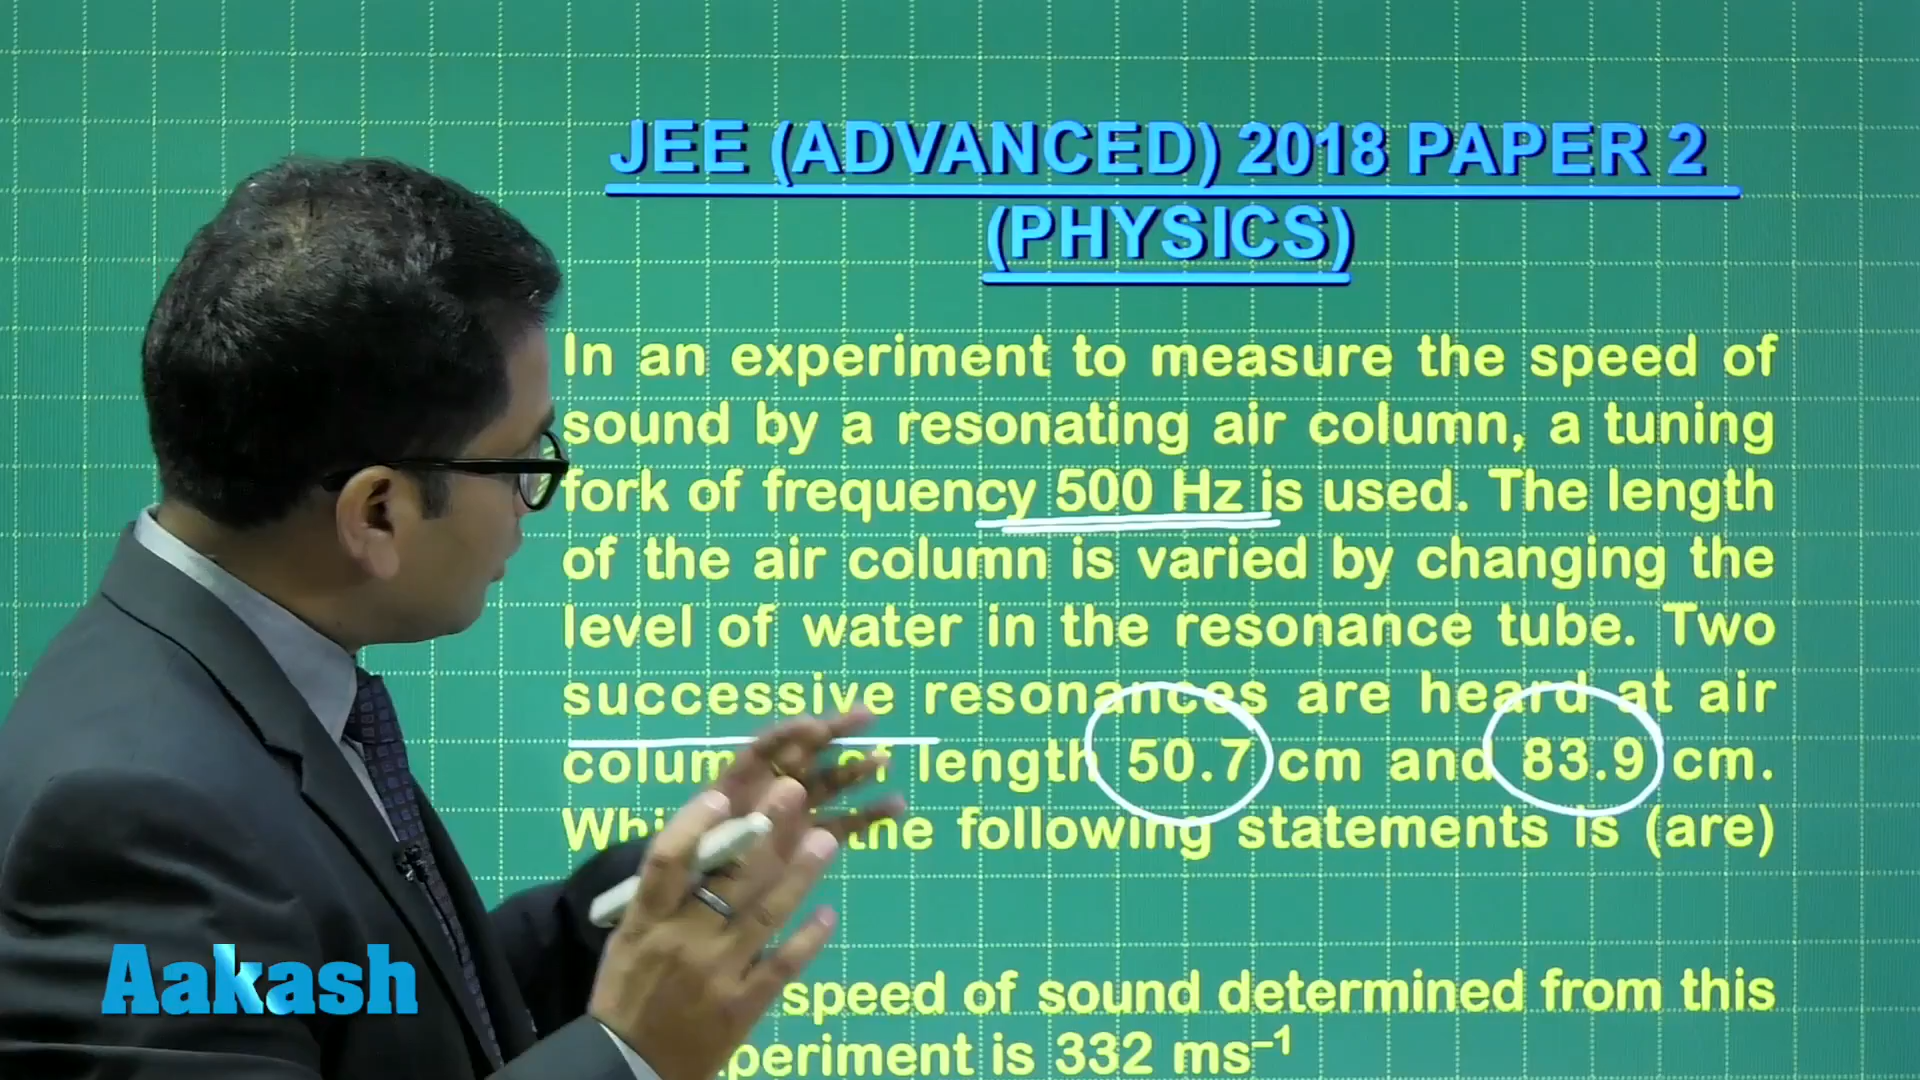 JEE (ADVANCED) 2018 PAPER 2
(PHYSICS)
In an experiment to measure the speed of
sound by a resonating air column, a tuning
fork of frequency 500 Hz is used. The length
of the air column is varied by changing the
level of water in the resonance tube. Two
successive resonances are heard at air
length 50.7 cm and 83.9 cm.
the following statements is (are)
speed of sound determined from this
is 332 ms⁻¹
Aakash